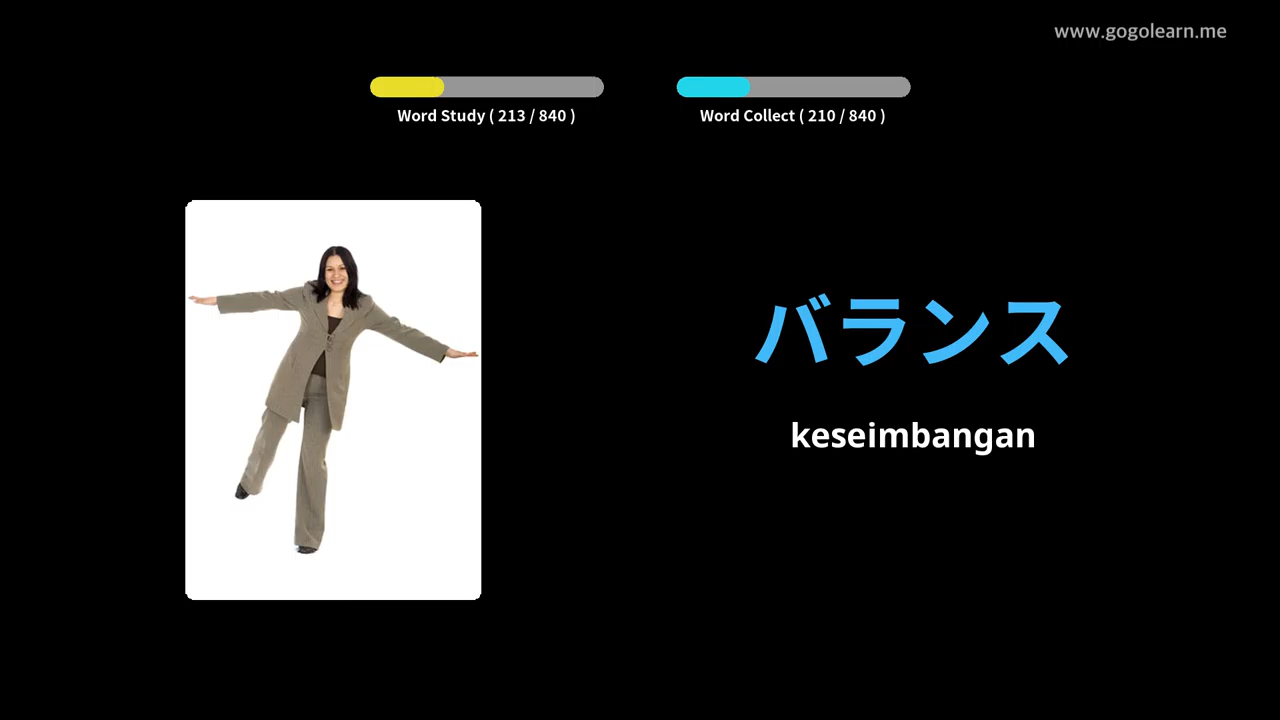 www.gogolearn.me
Word Study ( 213 / 840 )
Word Collect ( 210 / 840 )
バランス
keseimbangan